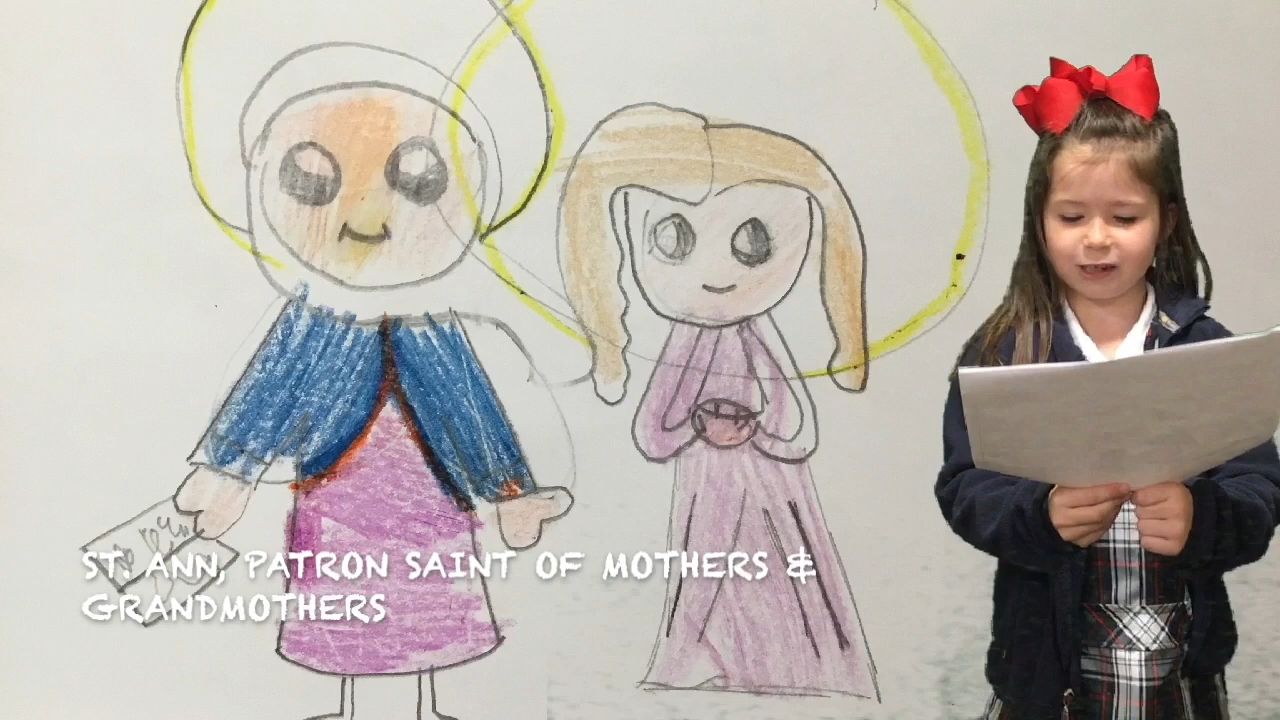 ST. ANN, PATRON SAINT OF MOTHERS &
GRANDMOTHERS